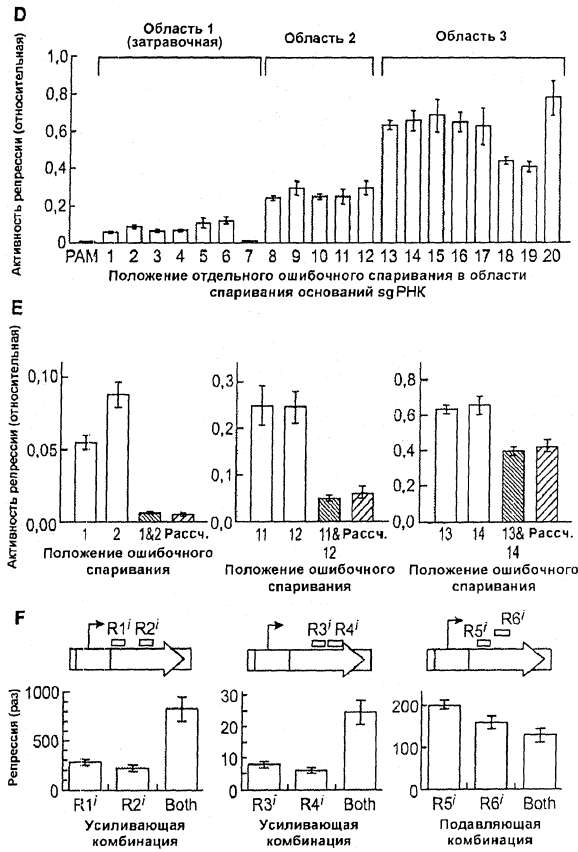 D
Область 1
(затравочная)
Область 2
Область 3
Активность репрессии (относительная)
1,0
0,8
0,6
0,4
0,2
0
PAM 1 2 3 4 5 6 7 8 9 10 11 12 13 14 15 16 17 18 19 20
Положение отдельного ошибочного спаривания в области
спаривания оснований sgРНК
E
Активность репрессии (относительная)
0,10
0,05
0,00
1 2 1&2 Рассч.
Положение ошибочного
спаривания
0,3
0,2
0,1
0,0
11 12 11& Рассч.
12
Положение ошибочного
спаривания
0,8
0,6
0,4
0,2
0,0
13 14 13& Рассч.
14
Положение ошибочного
спаривания
F
R1i R2i
R3i R4i
R5i R6i
Репрессия (раз)
1000
500
0
R1i R2i Both
Усиливающая
комбинация
30
20
10
0
R3i R4i Both
Усиливающая
комбинация
200
100
0
R5i R6i Both
Подавляющая
комбинация